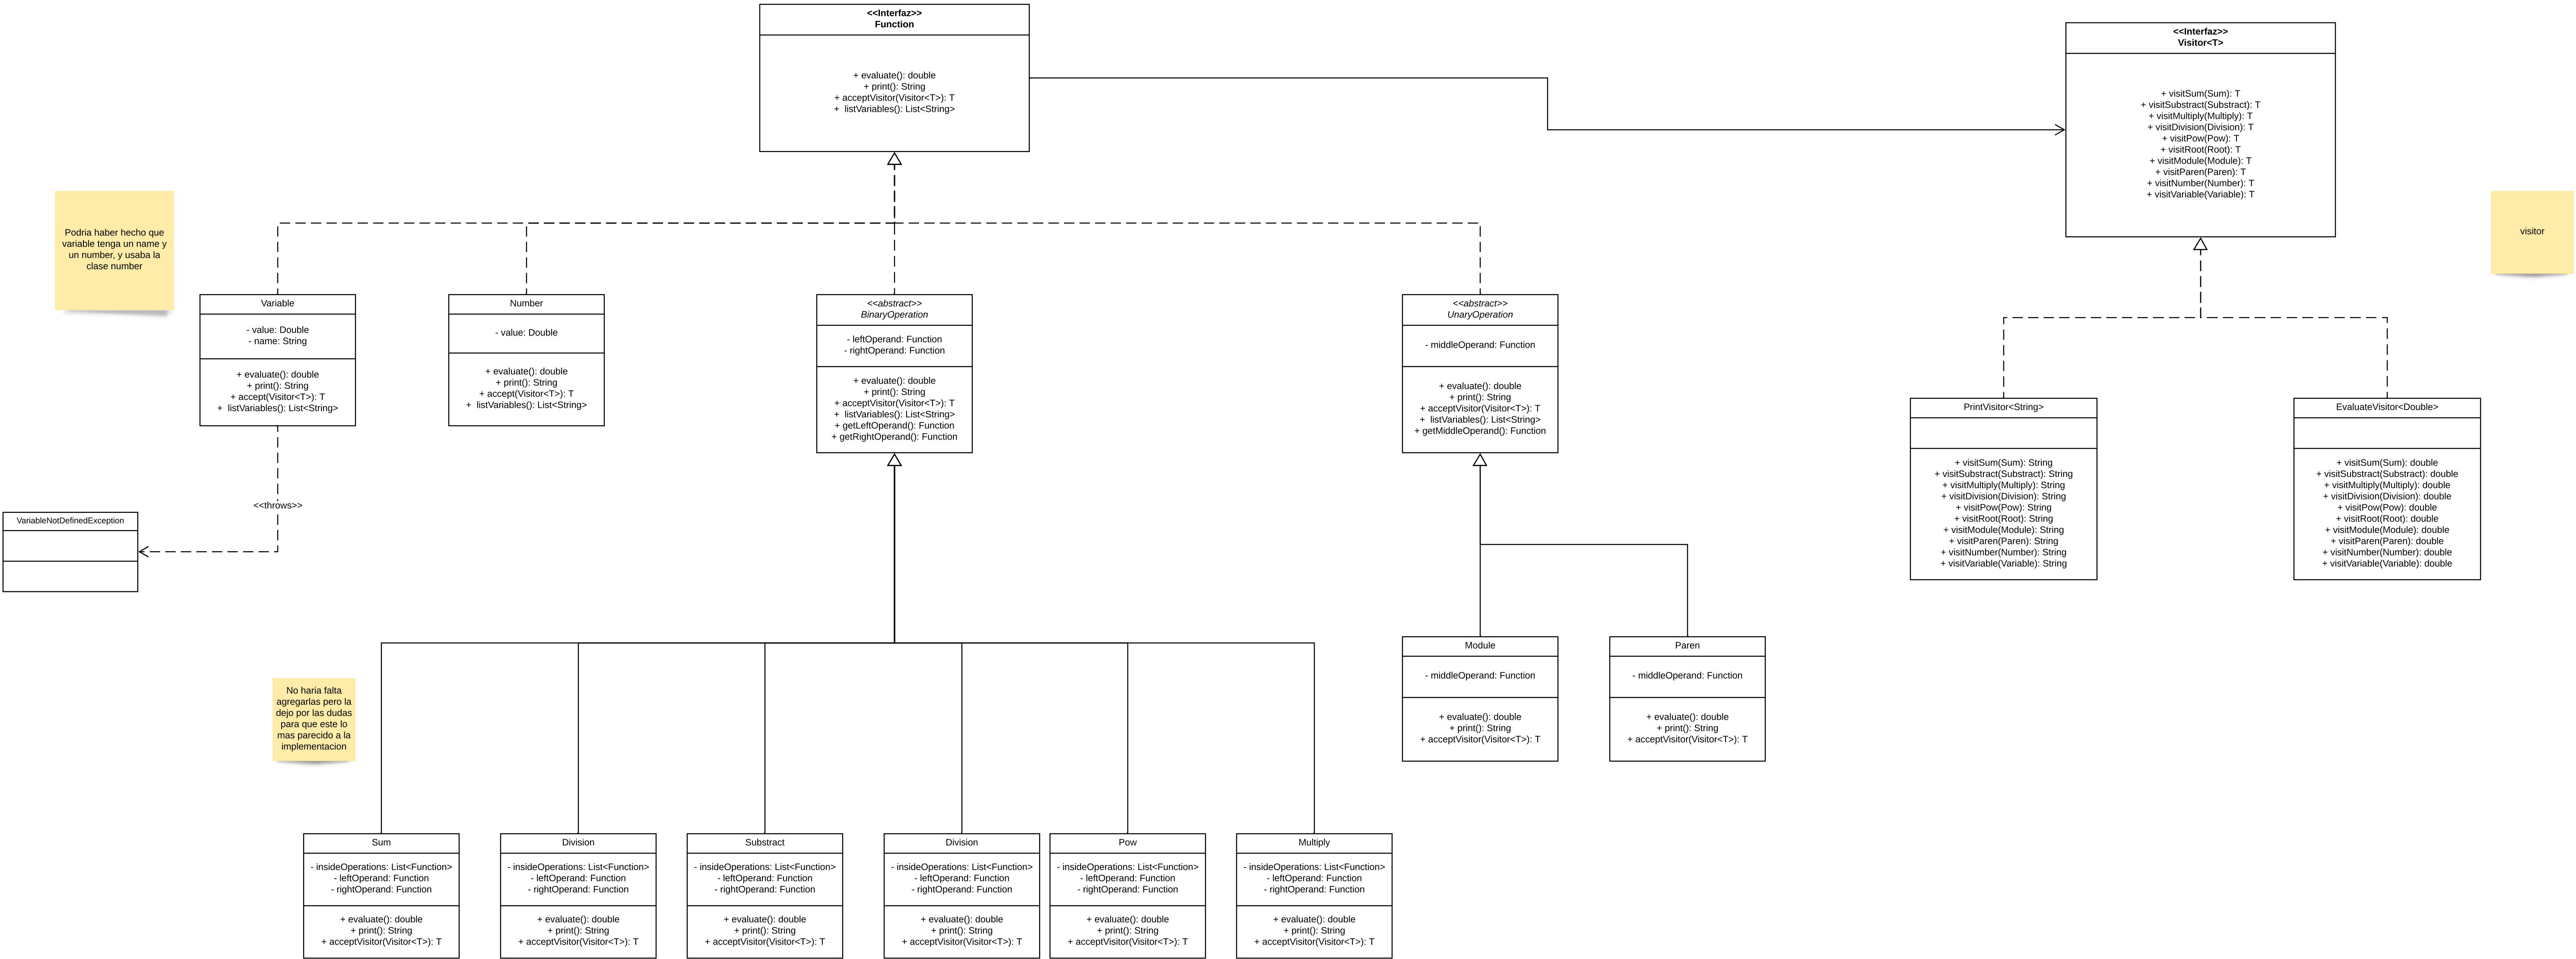 <<Interfaz>>
Function
+ evaluate(): double
+ print(): String
+ acceptVisitor(Visitor<T>): T
+  listVariables(): List<String>
<<Interfaz>>
Visitor<T>
+ visitSum(Sum): T
+ visitSubstract(Substract): T
+ visitMultiply(Multiply): T
+ visitDivision(Division): T
+ visitPow(Pow): T
+ visitRoot(Root): T
+ visitModule(Module): T
+ visitParen(Paren): T
+ visitNumber(Number): T
+ visitVariable(Variable): T
Podria haber hecho que
variable tenga un name y
un number, y usaba la
clase number
visitor
Variable
- value: Double
- name: String
+ evaluate(): double
+ print(): String
+ accept(Visitor<T>): T
+  listVariables(): List<String>
Number
- value: Double
+ evaluate(): double
+ print(): String
+ accept(Visitor<T>): T
+  listVariables(): List<String>
<<abstract>>
BinaryOperation
- leftOperand: Function
- rightOperand: Function
+ evaluate(): double
+ print(): String
+ acceptVisitor(Visitor<T>): T
+  listVariables(): List<String>
+ getLeftOperand(): Function
+ getRightOperand(): Function
<<abstract>>
UnaryOperation
- middleOperand: Function
+ evaluate(): double
+ print(): String
+ acceptVisitor(Visitor<T>): T
+  listVariables(): List<String>
+ getMiddleOperand(): Function
PrintVisitor<String>
+ visitSum(Sum): String
+ visitSubstract(Substract): String
+ visitMultiply(Multiply): String
+ visitDivision(Division): String
+ visitPow(Pow): String
+ visitRoot(Root): String
+ visitModule(Module): String
+ visitParen(Paren): String
+ visitNumber(Number): String
+ visitVariable(Variable): String
EvaluateVisitor<Double>
+ visitSum(Sum): double
+ visitSubstract(Substract): double
+ visitMultiply(Multiply): double
+ visitDivision(Division): double
+ visitPow(Pow): double
+ visitRoot(Root): double
+ visitModule(Module): double
+ visitParen(Paren): double
+ visitNumber(Number): double
+ visitVariable(Variable): double
<<throws>>
VariableNotDefinedException
Module
- middleOperand: Function
+ evaluate(): double
+ print(): String
+ acceptVisitor(Visitor<T>): T
Paren
- middleOperand: Function
+ evaluate(): double
+ print(): String
+ acceptVisitor(Visitor<T>): T
No haria falta
agregarlas pero la
dejo por las dudas
para que este lo
mas parecido a la
implementacion
Sum
- insideOperations: List<Function>
- leftOperand: Function
- rightOperand: Function
+ evaluate(): double
+ print(): String
+ acceptVisitor(Visitor<T>): T
Division
- insideOperations: List<Function>
- leftOperand: Function
- rightOperand: Function
+ evaluate(): double
+ print(): String
+ acceptVisitor(Visitor<T>): T
Substract
- insideOperations: List<Function>
- leftOperand: Function
- rightOperand: Function
+ evaluate(): double
+ print(): String
+ acceptVisitor(Visitor<T>): T
Division
- insideOperations: List<Function>
- leftOperand: Function
- rightOperand: Function
+ evaluate(): double
+ print(): String
+ acceptVisitor(Visitor<T>): T
Pow
- insideOperations: List<Function>
- leftOperand: Function
- rightOperand: Function
+ evaluate(): double
+ print(): String
+ acceptVisitor(Visitor<T>): T
Multiply
- insideOperations: List<Function>
- leftOperand: Function
- rightOperand: Function
+ evaluate(): double
+ print(): String
+ acceptVisitor(Visitor<T>): T